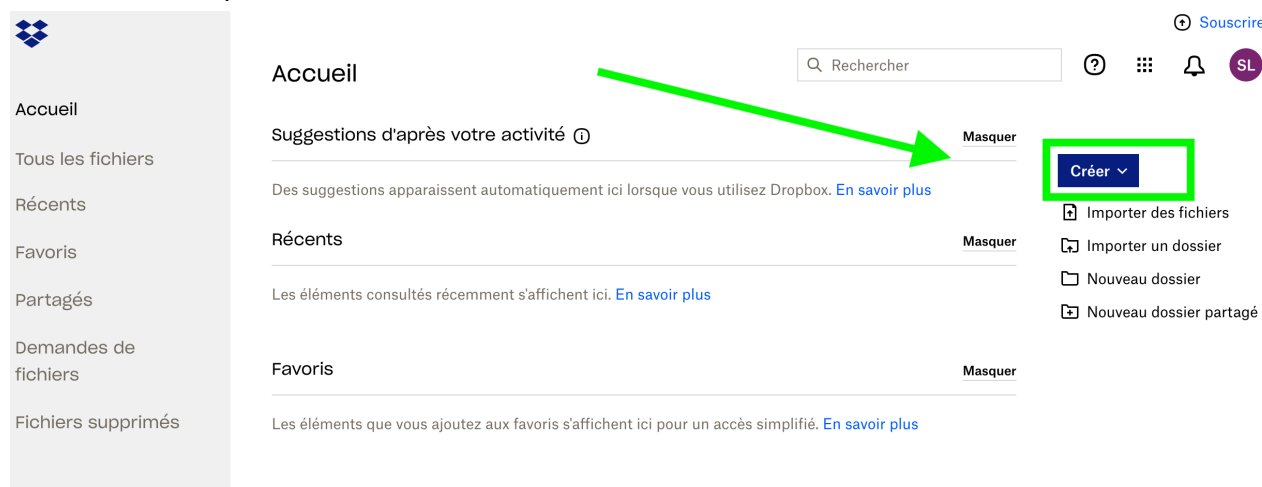 Souscrire
Accueil
Rechercher
SL
Accueil
Tous les fichiers
Récents
Favoris
Partagés
Demandes de
fichiers
Fichiers supprimés
Suggestions d'après votre activité
Masquer
Des suggestions apparaissent automatiquement ici lorsque vous utilisez Dropbox. En savoir plus
Récents
Masquer
Les éléments consultés récemment s'affichent ici. En savoir plus
Favoris
Masquer
Les éléments que vous ajoutez aux favoris s'affichent ici pour un accès simplifié. En savoir plus
Créer
Importer des fichiers
Importer un dossier
Nouveau dossier
Nouveau dossier partagé